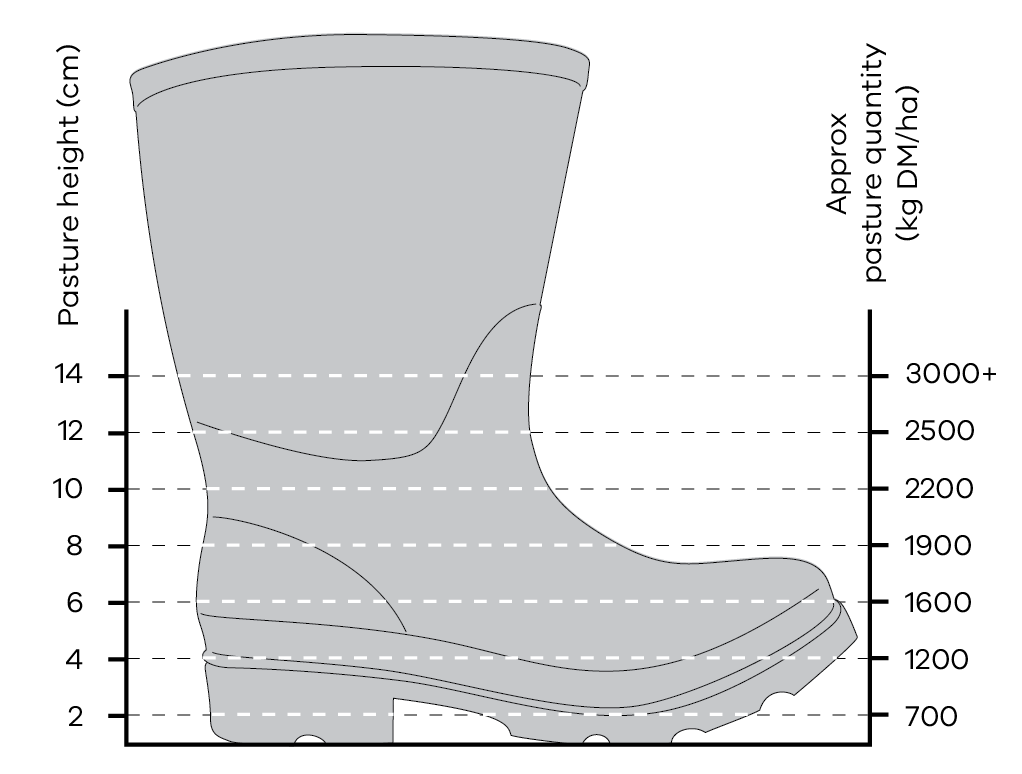 Pasture height (cm)
Approx
pasture quantity
(kg DM/ha)
14 3000+
12 2500
10 2200
8 1900
6 1600
4 1200
2 700